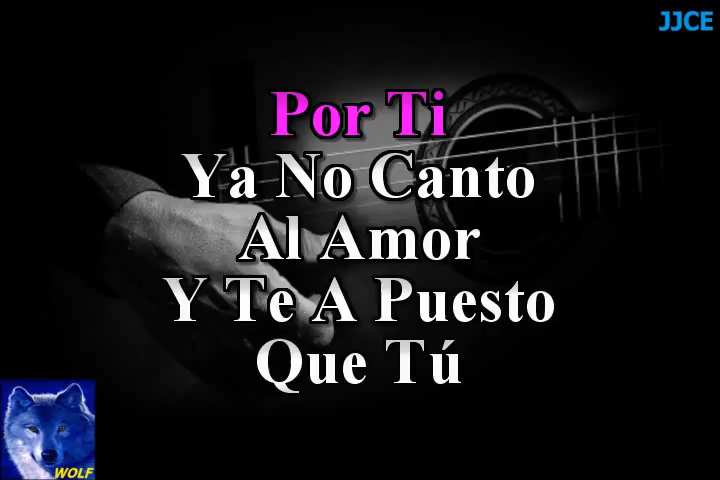 JJCE
Por Ti
Ya No Canto
Al Amor
Y Te A Puesto
Que Tú
WOLF